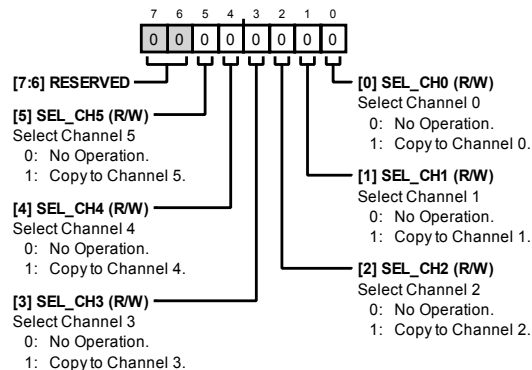 7 6 5 4 3 2 1 0
0 0 0 0 0 0 0 0
[7:6] RESERVED
[5] SEL_CH5 (R/W)
Select Channel 5
0: No Operation.
1: Copy to Channel 5.
[4] SEL_CH4 (R/W)
Select Channel 4
0: No Operation.
1: Copy to Channel 4.
[3] SEL_CH3 (R/W)
Select Channel 3
0: No Operation.
1: Copy to Channel 3.
[0] SEL_CH0 (R/W)
Select Channel 0
0: No Operation.
1: Copy to Channel 0.
[1] SEL_CH1 (R/W)
Select Channel 1
0: No Operation.
1: Copy to Channel 1.
[2] SEL_CH2 (R/W)
Select Channel 2
0: No Operation.
1: Copy to Channel 2.